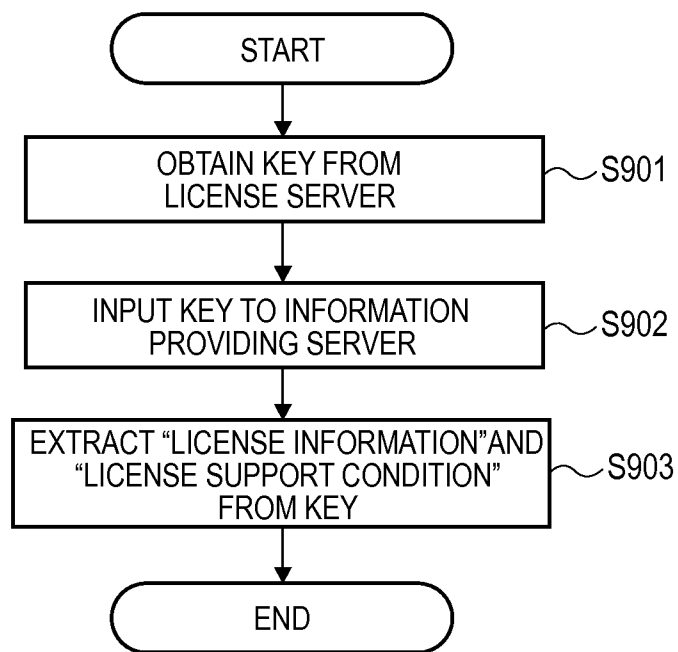 START
OBTAIN KEY FROM
LICENSE SERVER
S901
INPUT KEY TO INFORMATION
PROVIDING SERVER
S902
EXTRACT “LICENSE INFORMATION”AND
“LICENSE SUPPORT CONDITION”
FROM KEY
S903
END